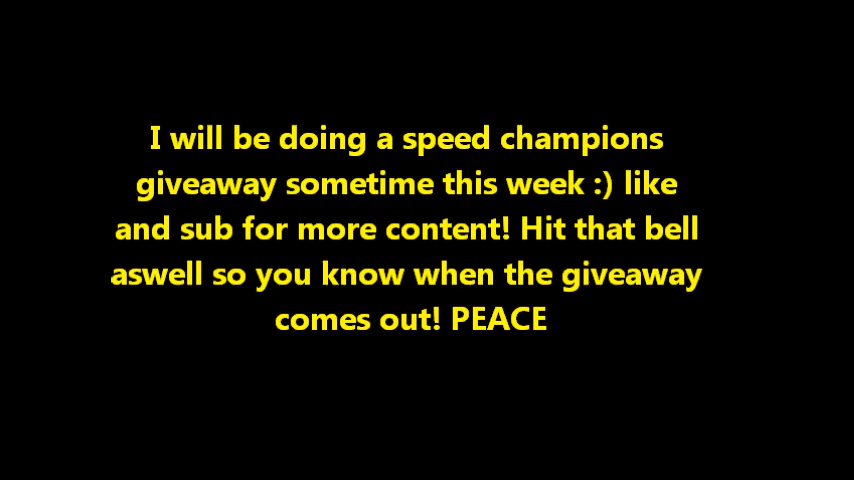 I will be doing a speed champions
giveaway sometime this week :) like
and sub for more content! Hit that bell
aswell so you know when the giveaway
comes out! PEACE